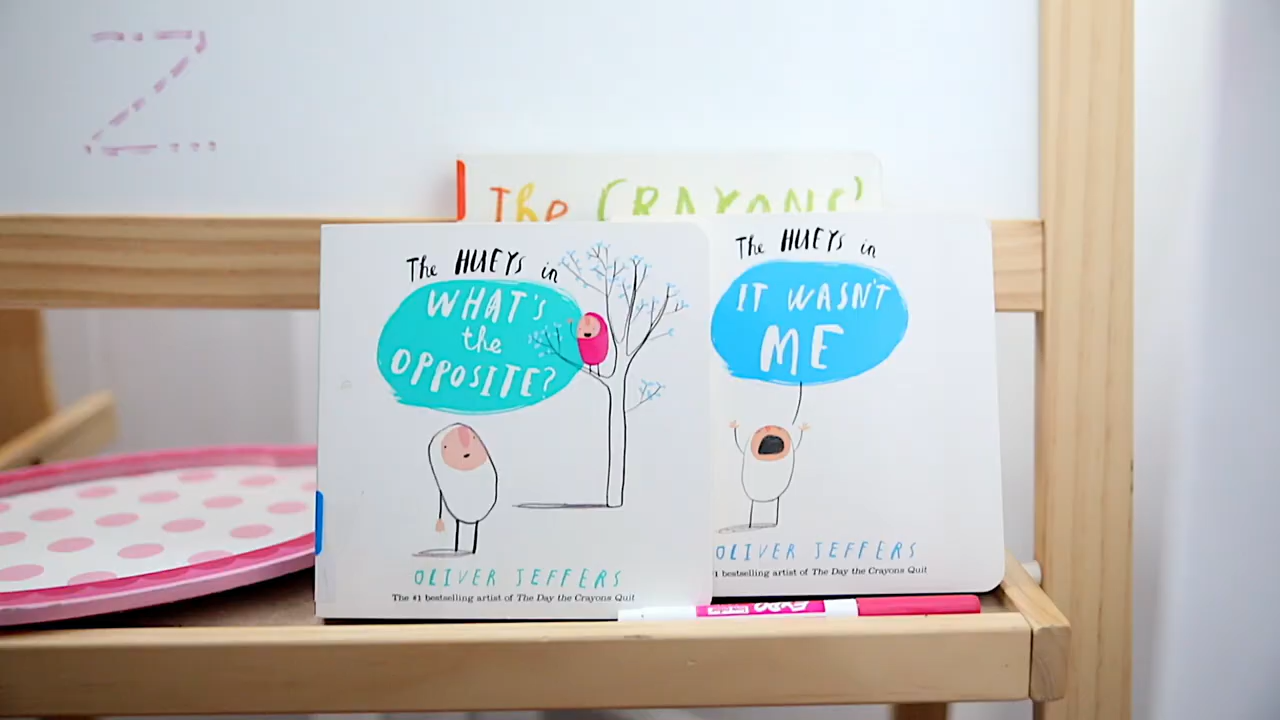 Z
The CRAYONS'
The HUEYS in
WHAT'S
the
OPPOSITE?
OLIVER JEFFERS
The #1 bestselling artist of The Day the Crayons Quit
The HUEYS in
IT WASN'T
ME
OLIVER JEFFERS
1 bestselling artist of The Day the Crayons Quit
EXPO